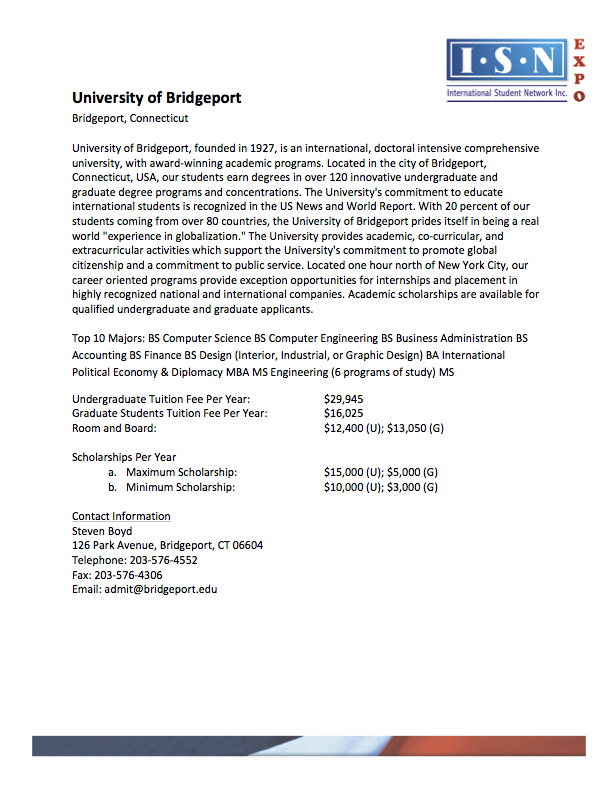 I·S·N
EXPO
International Student Network Inc.
University of Bridgeport
Bridgeport, Connecticut
University of Bridgeport, founded in 1927, is an international, doctoral intensive comprehensive
university, with award-winning academic programs. Located in the city of Bridgeport,
Connecticut, USA, our students earn degrees in over 120 innovative undergraduate and
graduate degree programs and concentrations. The University's commitment to educate
international students is recognized in the US News and World Report. With 20 percent of our
students coming from over 80 countries, the University of Bridgeport prides itself in being a real
world "experience in globalization." The University provides academic, co-curricular, and
extracurricular activities which support the University's commitment to promote global
citizenship and a commitment to public service. Located one hour north of New York City, our
career oriented programs provide exception opportunities for internships and placement in
highly recognized national and international companies. Academic scholarships are available for
qualified undergraduate and graduate applicants.
Top 10 Majors: BS Computer Science BS Computer Engineering BS Business Administration BS
Accounting BS Finance BS Design (Interior, Industrial, or Graphic Design) BA International
Political Economy & Diplomacy MBA MS Engineering (6 programs of study) MS
Undergraduate Tuition Fee Per Year: $29,945
Graduate Students Tuition Fee Per Year: $16,025
Room and Board: $12,400 (U); $13,050 (G)
Scholarships Per Year
a. Maximum Scholarship: $15,000 (U); $5,000 (G)
b. Minimum Scholarship: $10,000 (U); $3,000 (G)
Contact Information
Steven Boyd
126 Park Avenue, Bridgeport, CT 06604
Telephone: 203-576-4552
Fax: 203-576-4306
Email: admit@bridgeport.edu